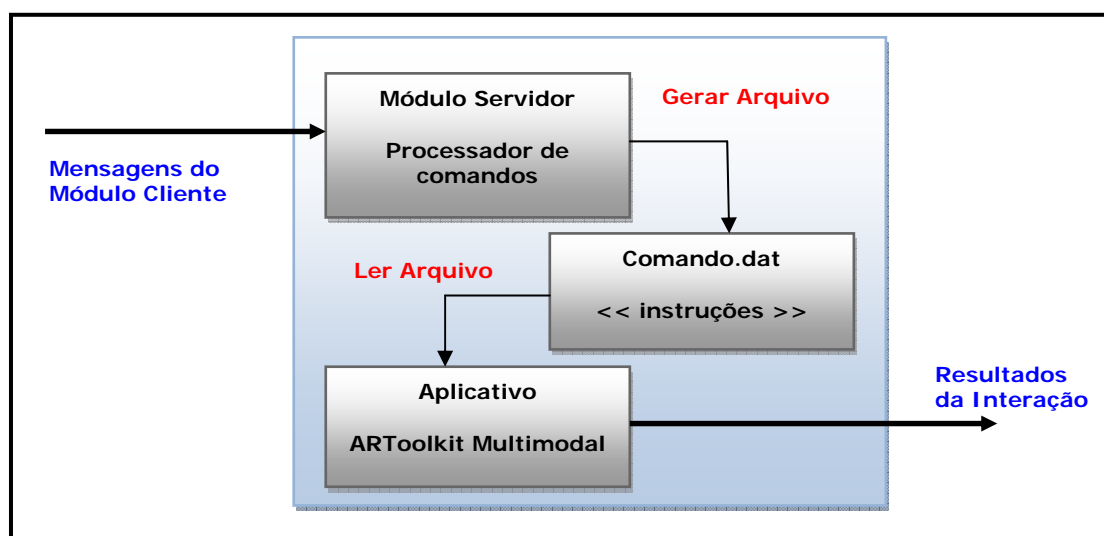 Módulo Servidor
Processador de
comandos
Gerar Arquivo
Mensagens do
Módulo Cliente
Comando.dat
<< instruções >>
Ler Arquivo
Aplicativo
ARToolkit Multimodal
Resultados
da Interação